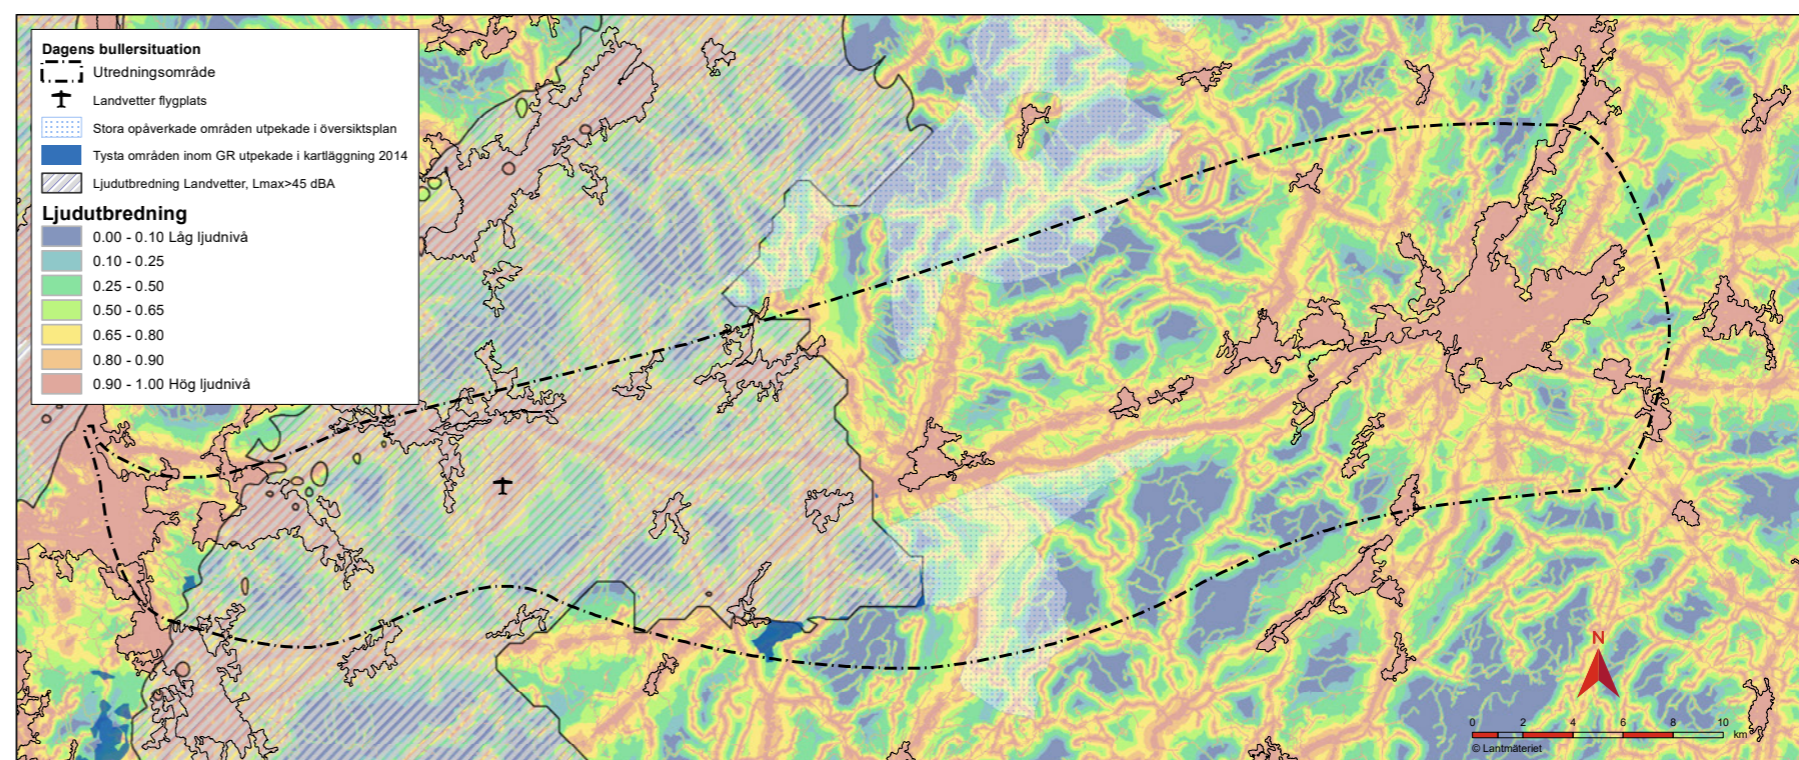 Dagens bullersituation
Utredningsområde
Landvetter flygplats
Stora opåverkade områden utpekade i översiktsplan
Tysta områden inom GR utpekade i kartläggning 2014
Ljudutbredning Landvetter, Lmax>45 dBA
Ljudutbredning
0.00 - 0.10 Låg ljudnivå
0.10 - 0.25
0.25 - 0.50
0.50 - 0.65
0.65 - 0.80
0.80 - 0.90
0.90 - 1.00 Hög ljudnivå
N
0 2 4 6 8 10
km
© Lantmäteriet